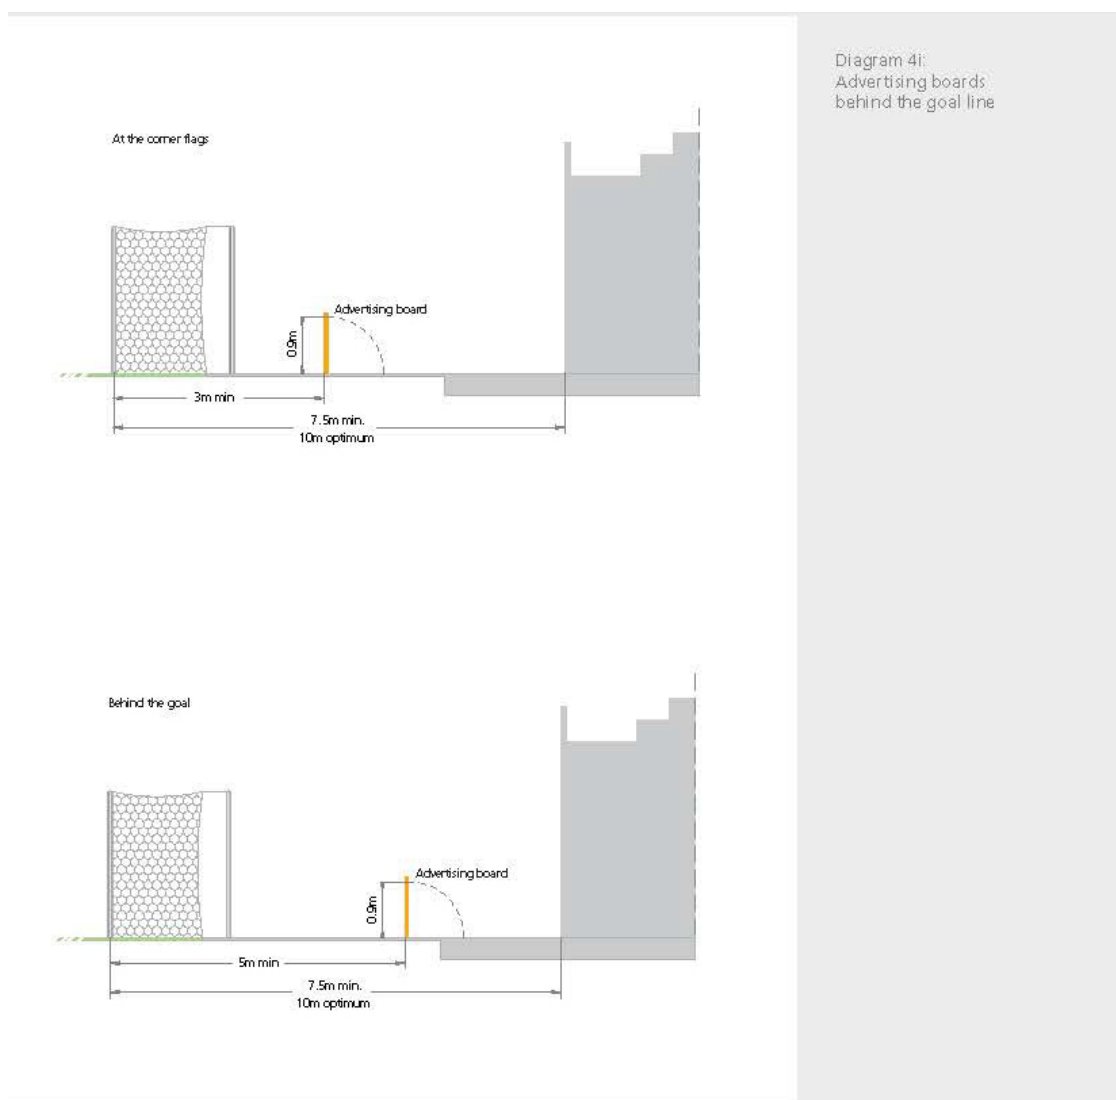 Diagram 4i:
Advertising boards
behind the goal line
At the corner flags
Advertising board
0.9m
3m min
7.5m min.
10m optimum
Behind the goal
Advertising board
0.9m
5m min
7.5m min.
10m optimum